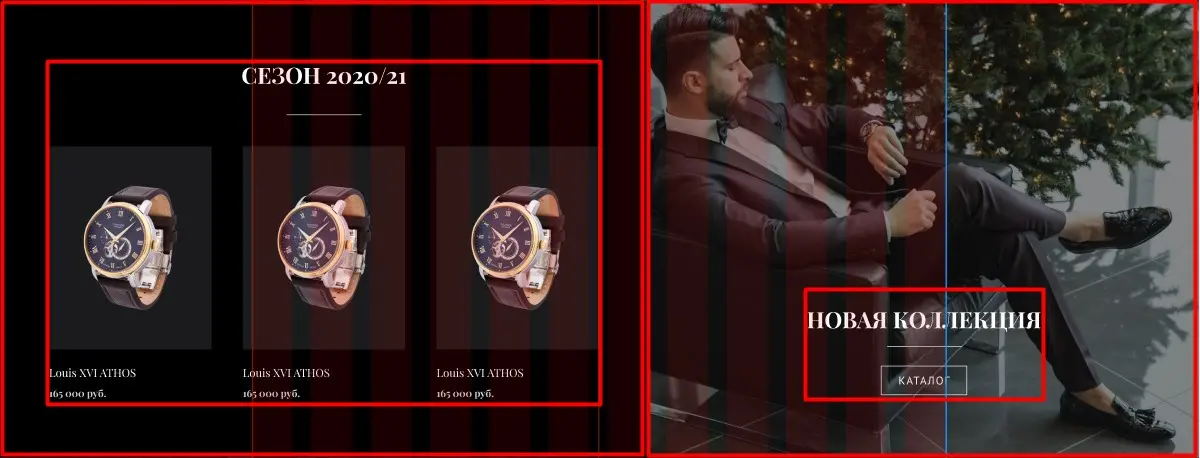 СЕЗОН 2020/21
Louis XVI ATHOS
165 000 руб.
Louis XVI ATHOS
165 000 руб.
Louis XVI ATHOS
165 000 руб.
НОВАЯ КОЛЛЕКЦИЯ
КАТАЛОГ